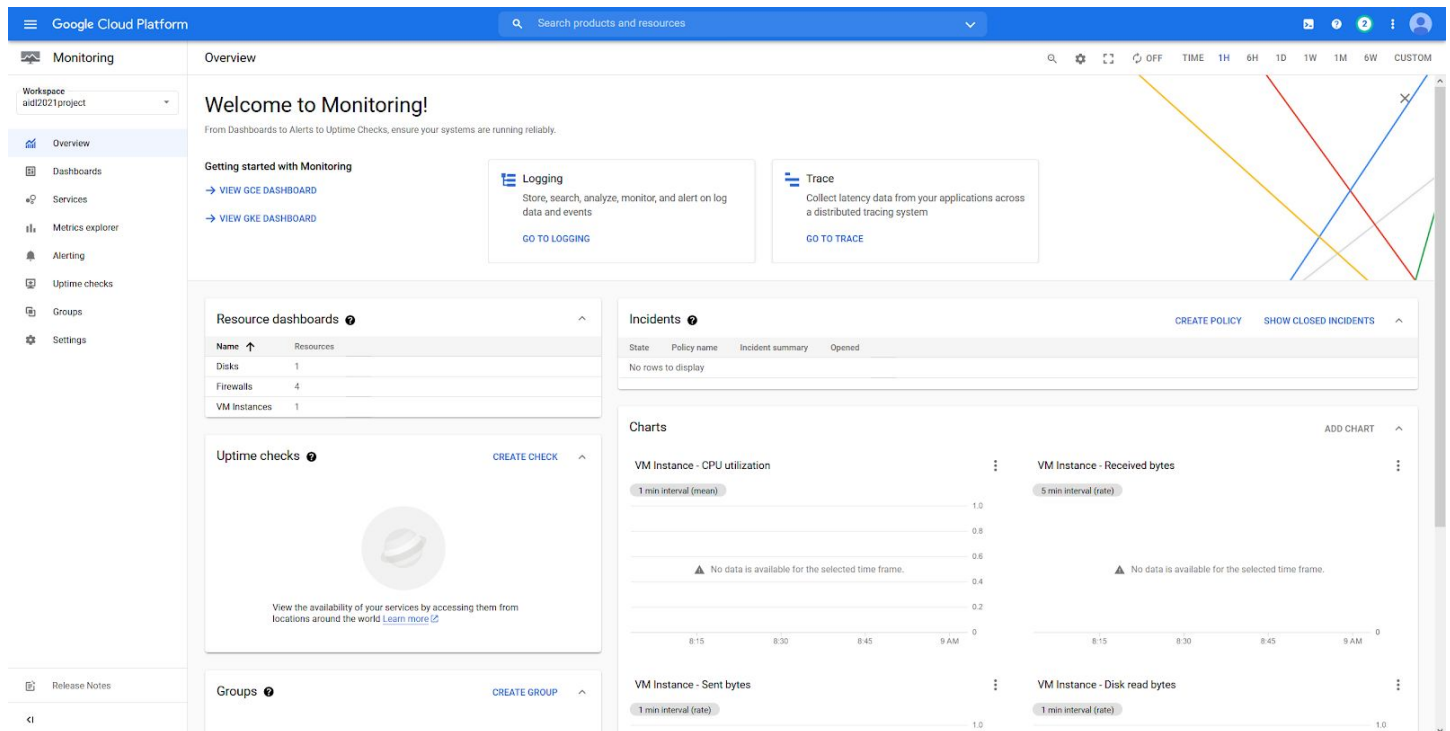 Google Cloud Platform
Search products and resources
2
Monitoring
Overview
OFF TIME 1H 6H 1D 1W 1M 6W CUSTOM
Workspace
aidl2021project
Overview
Dashboards
Services
Metrics explorer
Alerting
Uptime checks
Groups
Settings
Release Notes
Welcome to Monitoring!
From Dashboards to Alerts to Uptime Checks, ensure your systems are running reliably.
Getting started with Monitoring
→ VIEW GCE DASHBOARD
→ VIEW GKE DASHBOARD
Logging
Store, search, analyze, monitor, and alert on log
data and events
GO TO LOGGING
Trace
Collect latency data from your applications across
a distributed tracing system
GO TO TRACE
Resource dashboards
Name ↑ Resources
Disks 1
Firewalls 4
VM Instances 1
Uptime checks CREATE CHECK
View the availability of your services by accessing them from
locations around the world Learn more
Groups CREATE GROUP
Incidents CREATE POLICY SHOW CLOSED INCIDENTS
State Policy name Incident summary Opened
No rows to display
Charts ADD CHART
VM Instance - CPU utilization
1 min interval (mean)
1.0
0.8
0.6
No data is available for the selected time frame.
0.4
0.2
0
8:15 8:30 8:45 9 AM
VM Instance - Received bytes
5 min interval (rate)
No data is available for the selected time frame.
0
8:15 8:30 8:45 9 AM
VM Instance - Sent bytes
1 min interval (rate)
1.0
VM Instance - Disk read bytes
1 min interval (rate)
1.0